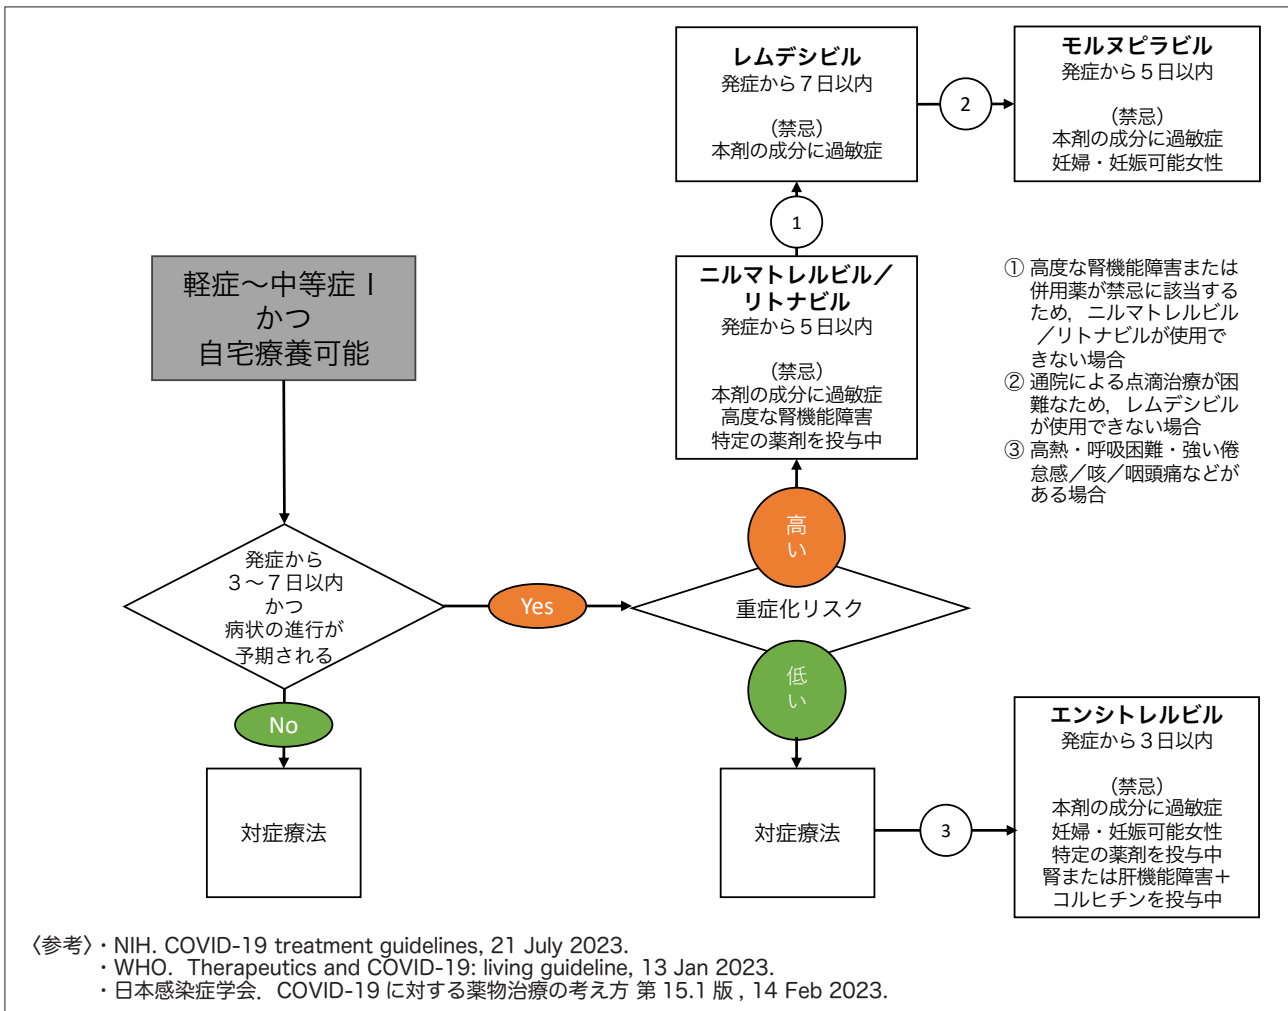 レムデシビル
発症から7日以内
（禁忌）
本剤の成分に過敏症
2
モルヌピラビル
発症から5日以内
（禁忌）
本剤の成分に過敏症
妊婦・妊娠可能女性
1
軽症～中等症Ⅰ
かつ
自宅療養可能
ニルマトレルビル／
リトナビル
発症から5日以内
（禁忌）
本剤の成分に過敏症
高度な腎機能障害
特定の薬剤を投与中
① 高度な腎機能障害または
併用薬が禁忌に該当する
ため，ニルマトレルビル
／リトナビルが使用で
きない場合
② 通院による点滴治療が困
難なため，レムデシビル
が使用できない場合
③ 高熱・呼吸困難・強い倦
怠感／咳／咽頭痛などが
ある場合
高
い
発症から
3～7日以内
かつ
病状の進行が
予期される
Yes
重症化リスク
低
い
No
対症療法
対症療法
3
エンシトレルビル
発症から3日以内
（禁忌）
本剤の成分に過敏症
妊婦・妊娠可能女性
特定の薬剤を投与中
腎または肝機能障害＋
コルヒチンを投与中
〈参考〉・NIH. COVID-19 treatment guidelines, 21 July 2023.
・WHO. Therapeutics and COVID-19: living guideline, 13 Jan 2023.
・日本感染症学会．COVID-19 に対する薬物治療の考え方 第 15.1 版 , 14 Feb 2023.